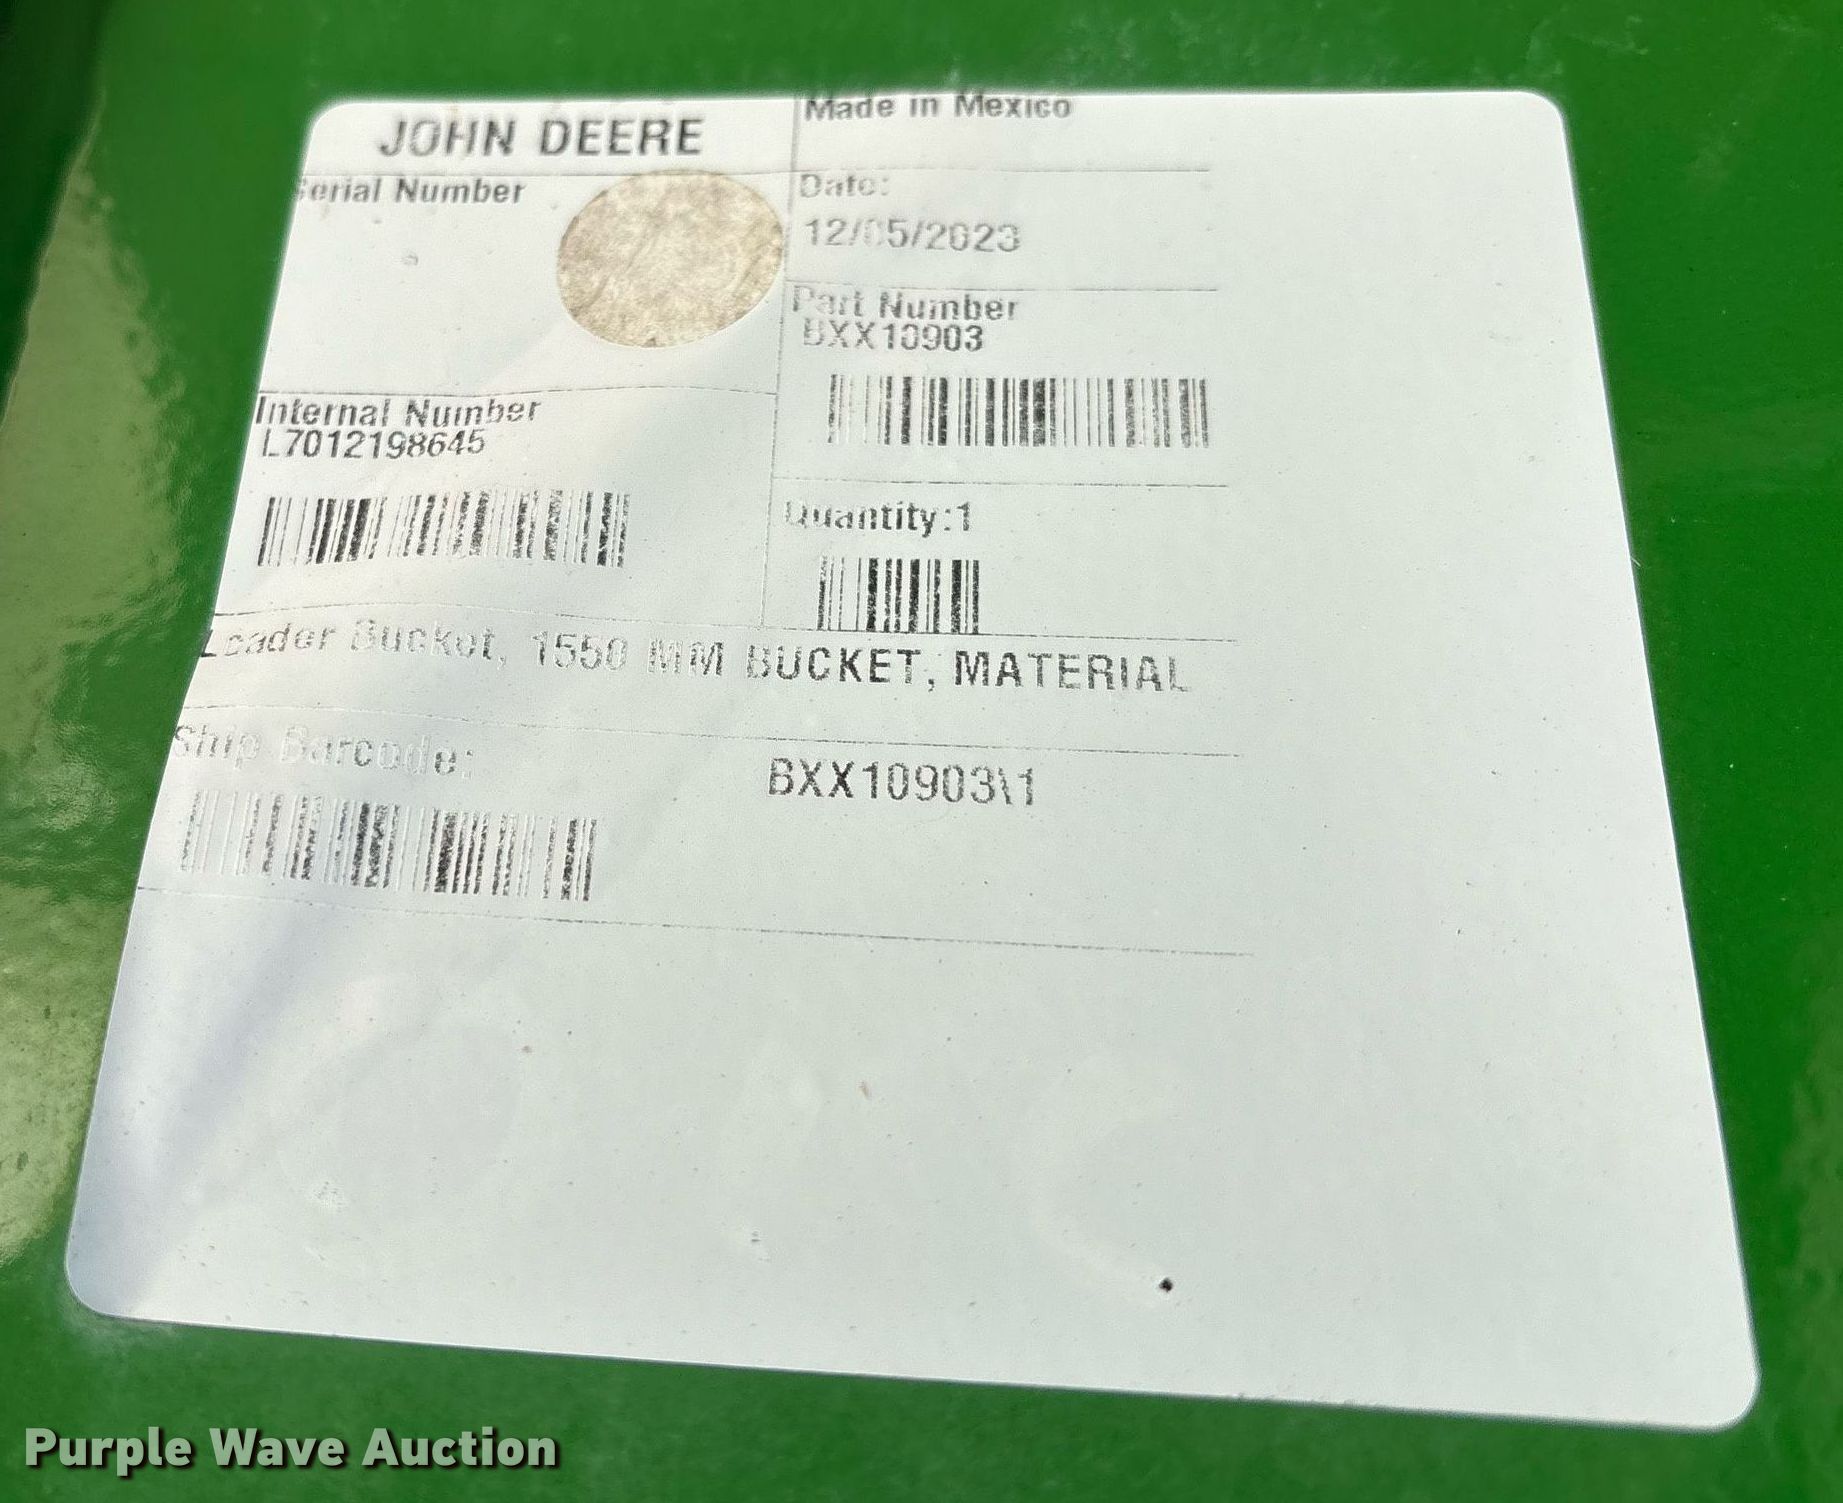 JOHN DEERE
Made in Mexico
Serial Number
Date:
12/05/2023
Part Number
BXX10903
Internal Number
L7012198645
Quantity:1
Loader Bucket, 1550 MM BUCKET, MATERIAL
Ship Barcode:
BXX10903\1
Purple Wave Auction